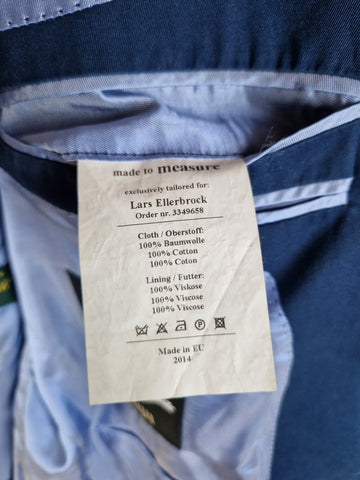 made to measure
exclusively tailored for:
Lars Ellerbrock
Order nr. 3349658
Cloth / Oberstoff:
100% Baumwolle
100% Cotton
100% Coton
Lining / Futter:
100% Viskose
100% Viscose
100% Viscose
Made in EU
2014